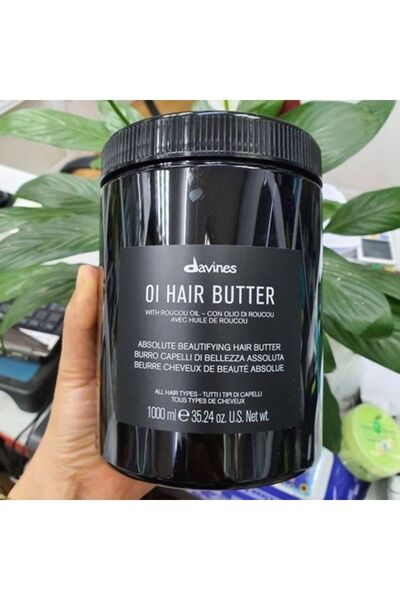 davines
OI HAIR BUTTER
WITH ROUCOU OIL – CON OLIO DI ROUCOU
AVEC HUILE DE ROUCOU
ABSOLUTE BEAUTIFYING HAIR BUTTER
BURRO CAPELLI DI BELLEZZA ASSOLUTA
BEURRE CHEVEUX DE BEAUTÉ ABSOLUE
ALL HAIR TYPES - TUTTI I TIPI DI CAPELLI
TOUS TYPES DE CHEVEUX
1000 ml ℮ 35.24 oz. U.S. Net wt.